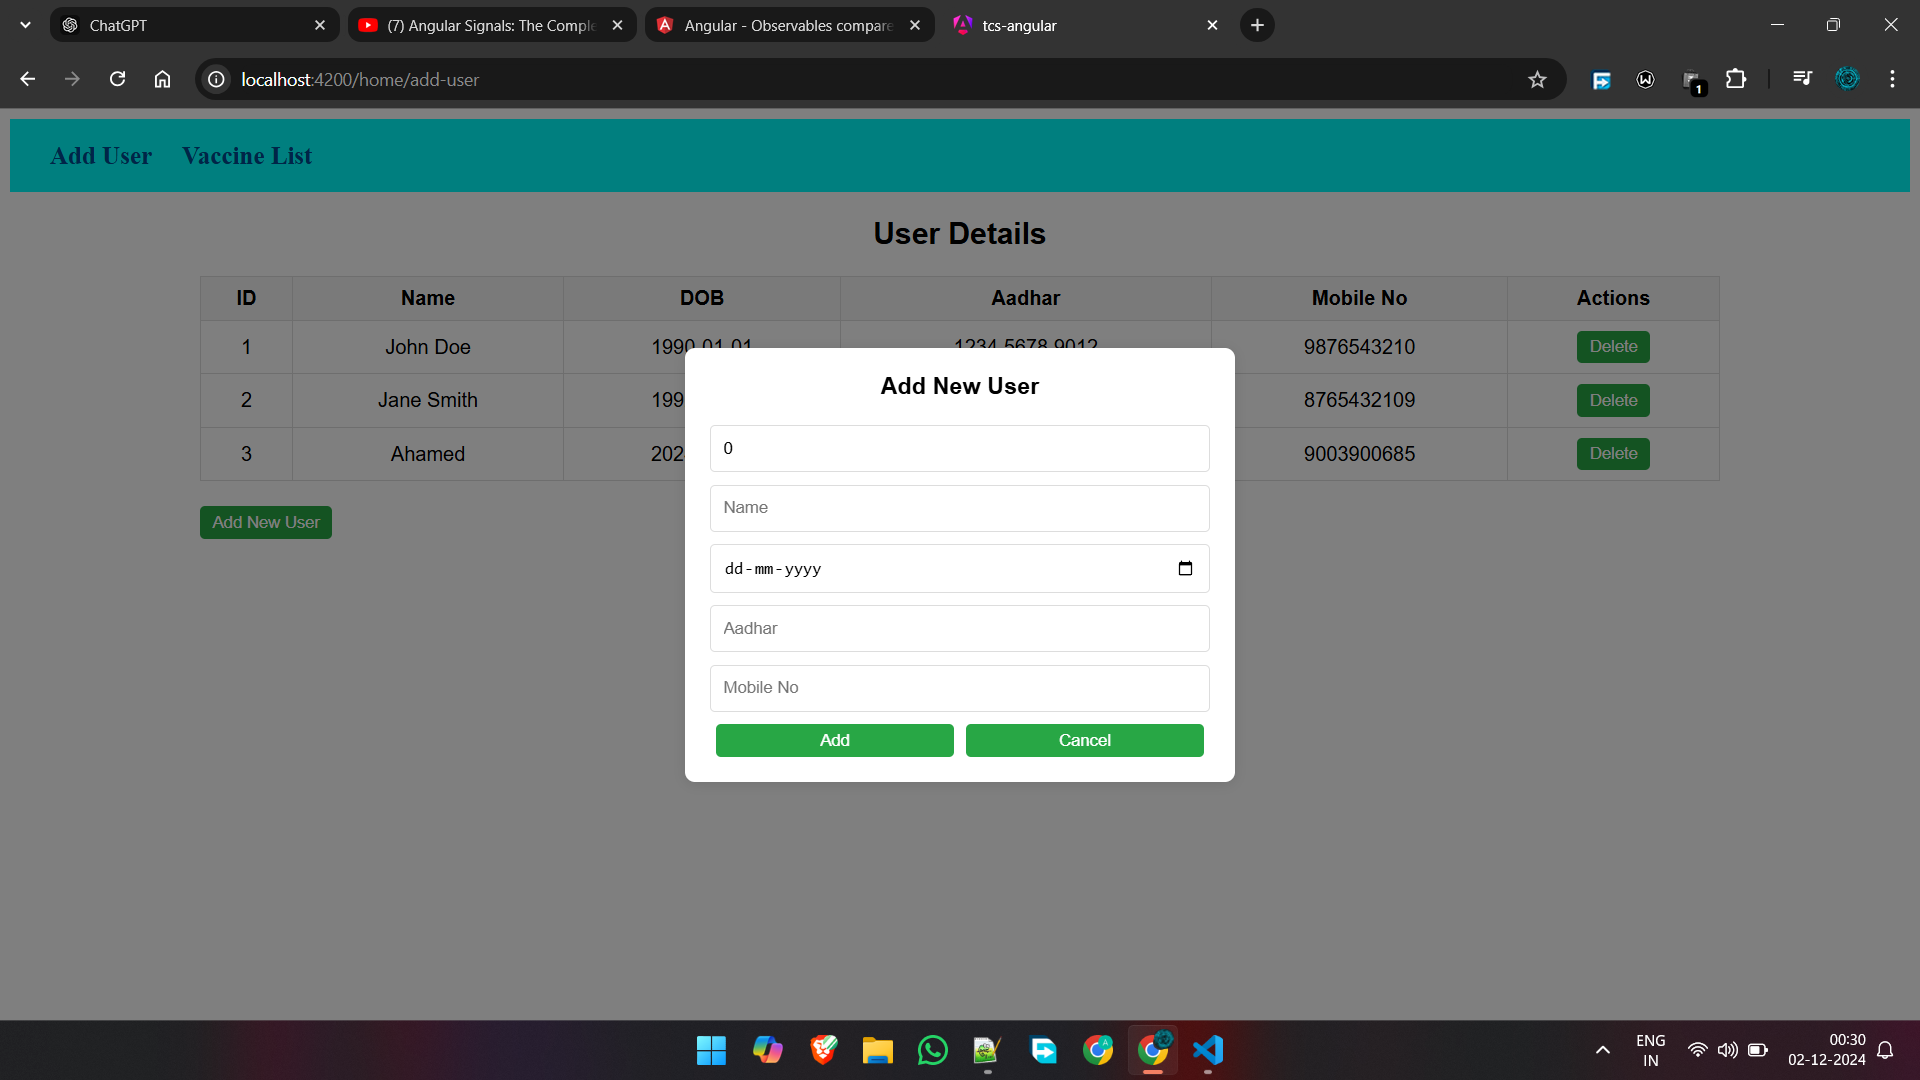 ChatGPT
(7) Angular Signals: The Comple
Angular - Observables compare
tcs-angular
localhost:4200/home/add-user
1
Add User Vaccine List
User Details
ID Name DOB Aadhar Mobile No Actions
1 John Doe 1990-01-01 1234 5678 9012 9876543210 Delete
2 Jane Smith 199 8765432109 Delete
3 Ahamed 202 9003900685 Delete
Add New User
Add New User
0
Name
dd-mm-yyyy
Aadhar
Mobile No
Add Cancel
ENG
IN
00:30
02-12-2024